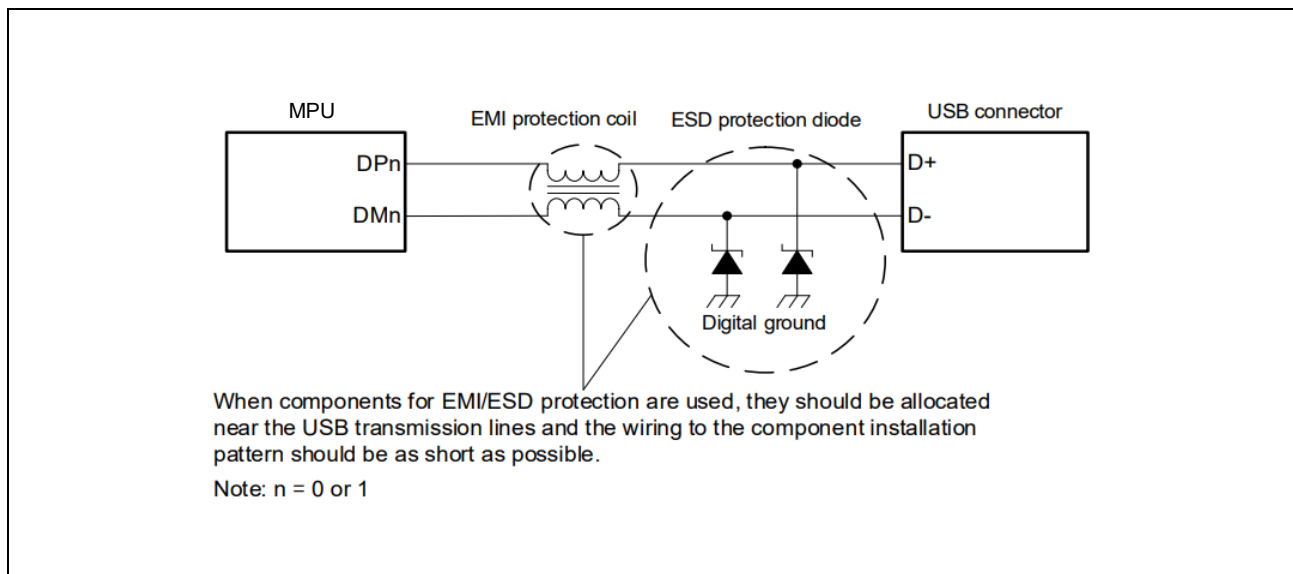 MPU
EMI protection coil
ESD protection diode
USB connector
DPn
D+
DMn
D-
Digital ground
When components for EMI/ESD protection are used, they should be allocated
near the USB transmission lines and the wiring to the component installation
pattern should be as short as possible.
Note: n = 0 or 1